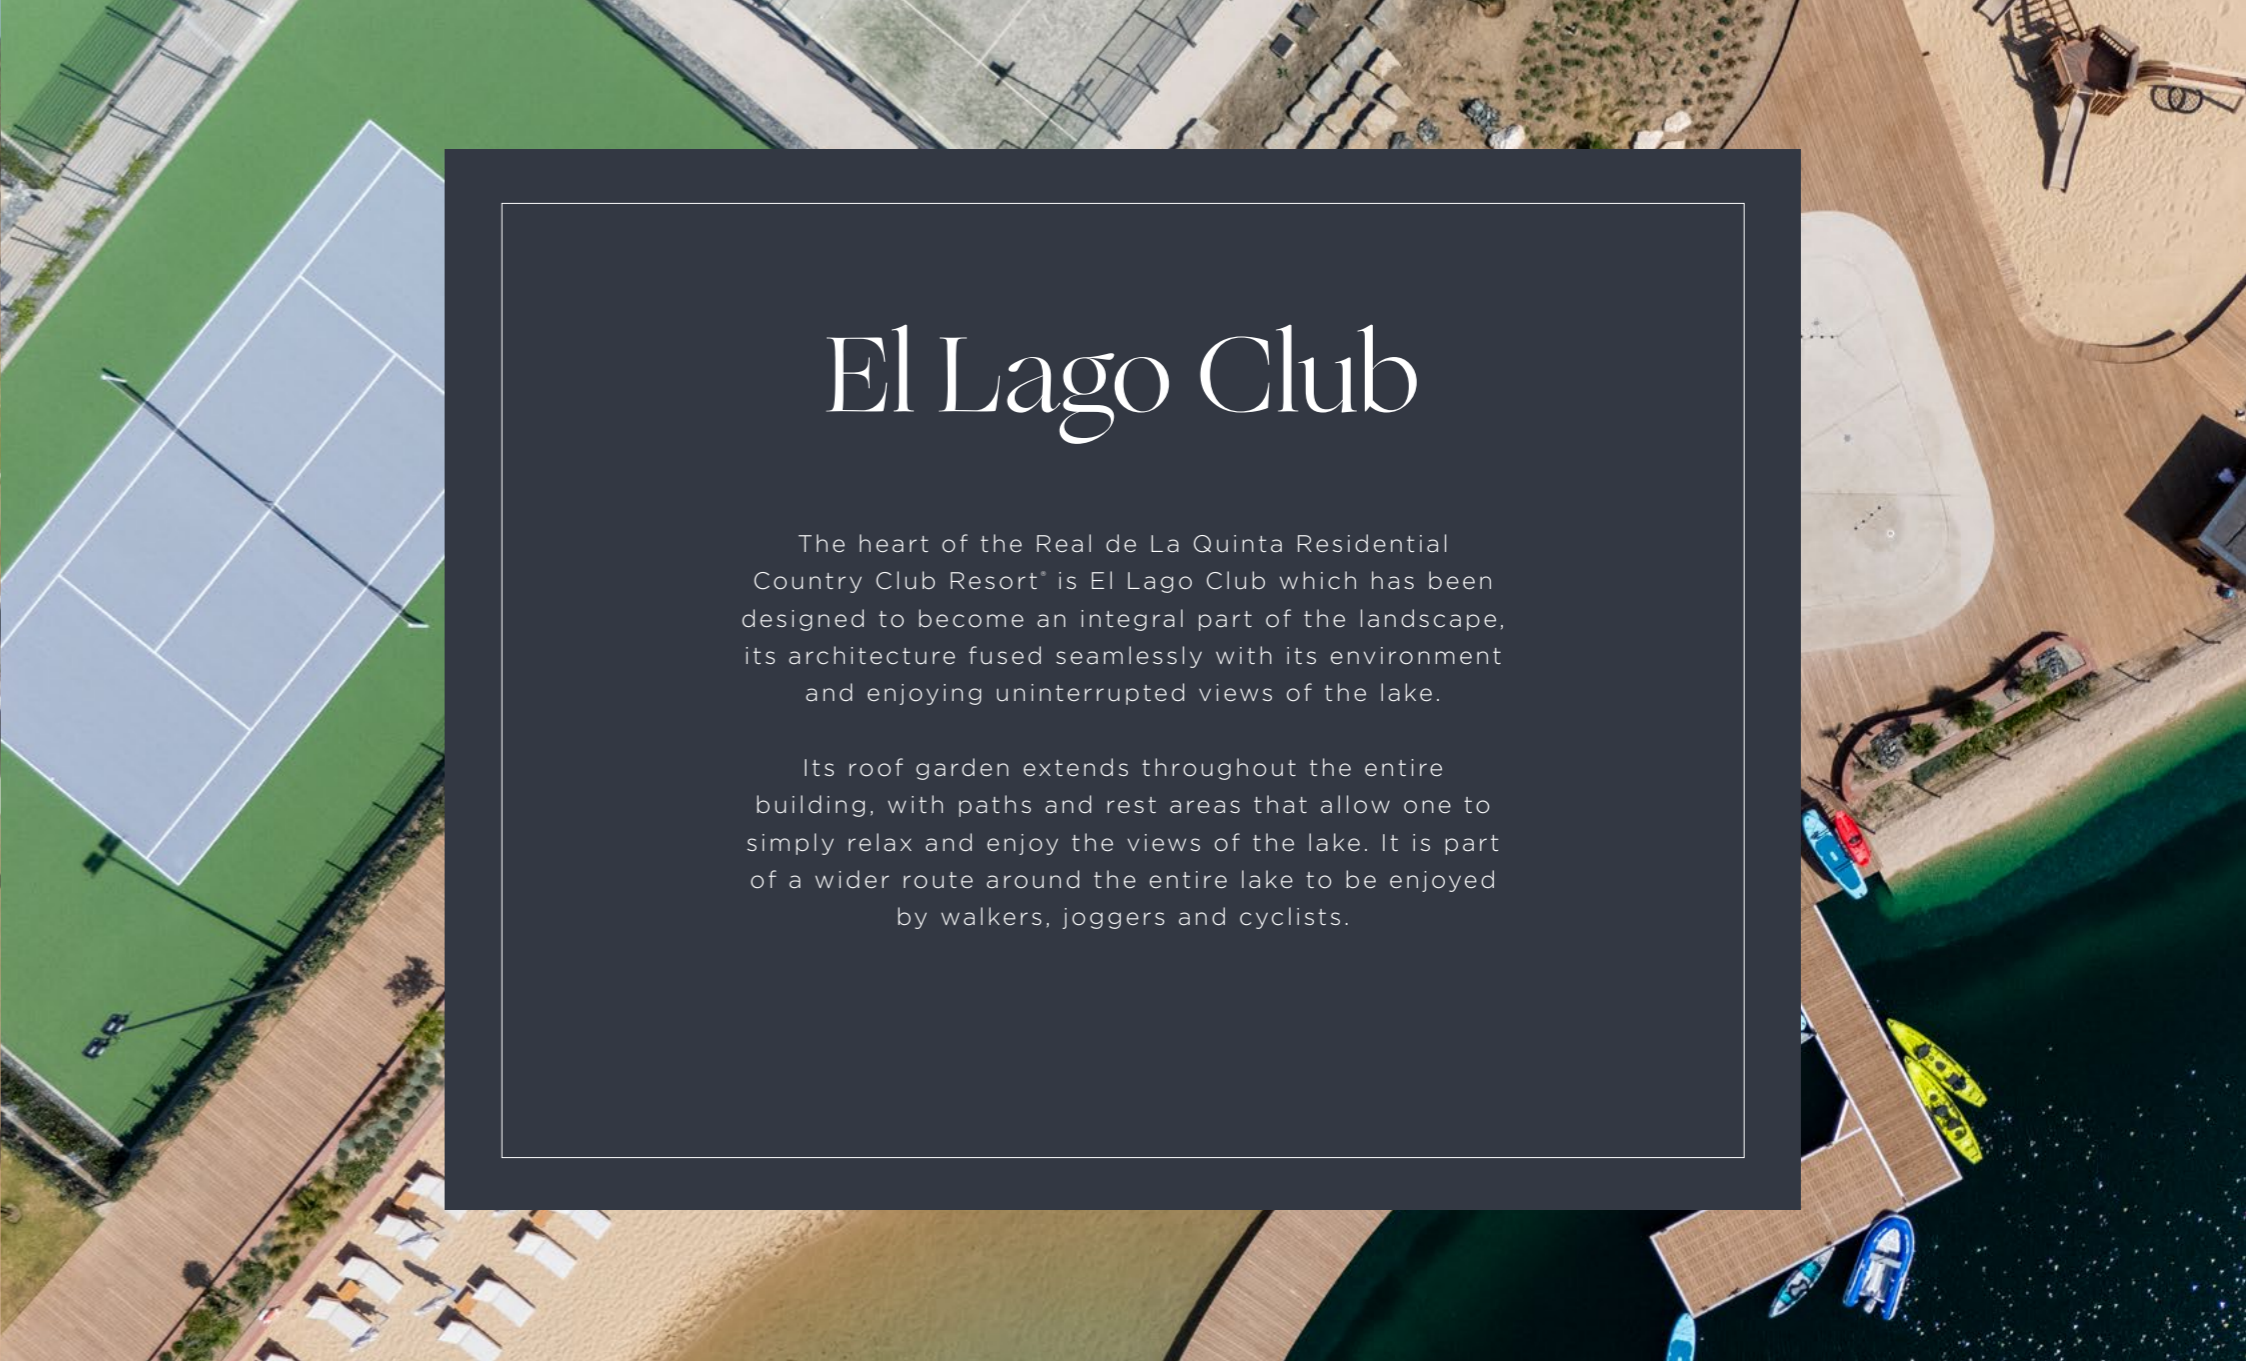 El Lago Club
The heart of the Real de La Quinta Residential
Country Club Resort® is El Lago Club which has been
designed to become an integral part of the landscape,
its architecture fused seamlessly with its environment
and enjoying uninterrupted views of the lake.
Its roof garden extends throughout the entire
building, with paths and rest areas that allow one to
simply relax and enjoy the views of the lake. It is part
of a wider route around the entire lake to be enjoyed
by walkers, joggers and cyclists.